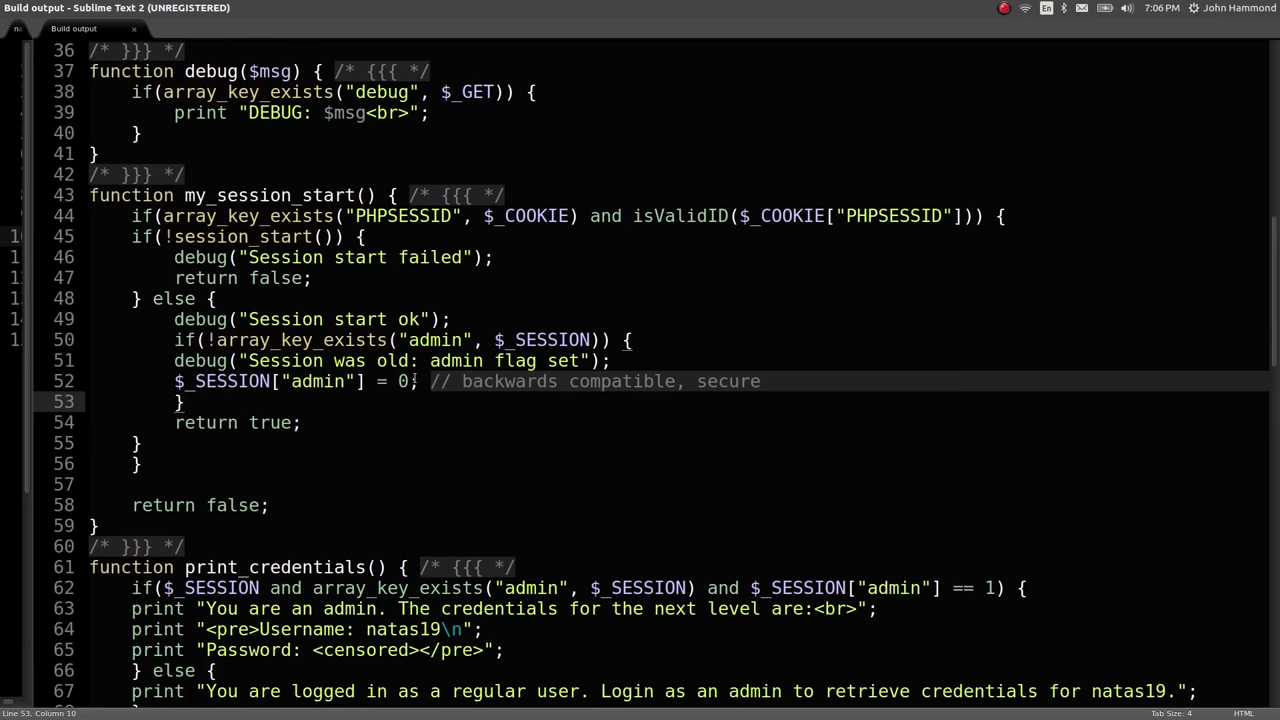 Build output - Sublime Text 2 (UNREGISTERED)
En
7:06 PM
John Hammond
na
Build output ×
36 /* }}} */
37 function debug($msg) { /* {{{ */
38 if(array_key_exists("debug", $_GET)) {
39 print "DEBUG: $msg<br>";
40 }
41 }
42 /* }}} */
43 function my_session_start() { /* {{{ */
44 if(array_key_exists("PHPSESSID", $_COOKIE) and isValidID($_COOKIE["PHPSESSID"])) {
45 if(!session_start()) {
46 debug("Session start failed");
47 return false;
48 } else {
49 debug("Session start ok");
50 if(!array_key_exists("admin", $_SESSION)) {
51 debug("Session was old: admin flag set");
52 $_SESSION["admin"] = 0; // backwards compatible, secure
53 }
54 return true;
55 }
56 }
57
58 return false;
59 }
60 /* }}} */
61 function print_credentials() { /* {{{ */
62 if($_SESSION and array_key_exists("admin", $_SESSION) and $_SESSION["admin"] == 1) {
63 print "You are an admin. The credentials for the next level are:<br>";
64 print "<pre>Username: natas19\n";
65 print "Password: <censored></pre>";
66 } else {
67 print "You are logged in as a regular user. Login as an admin to retrieve credentials for natas19.";
Line 53, Column 10
Tab Size: 4
HTML